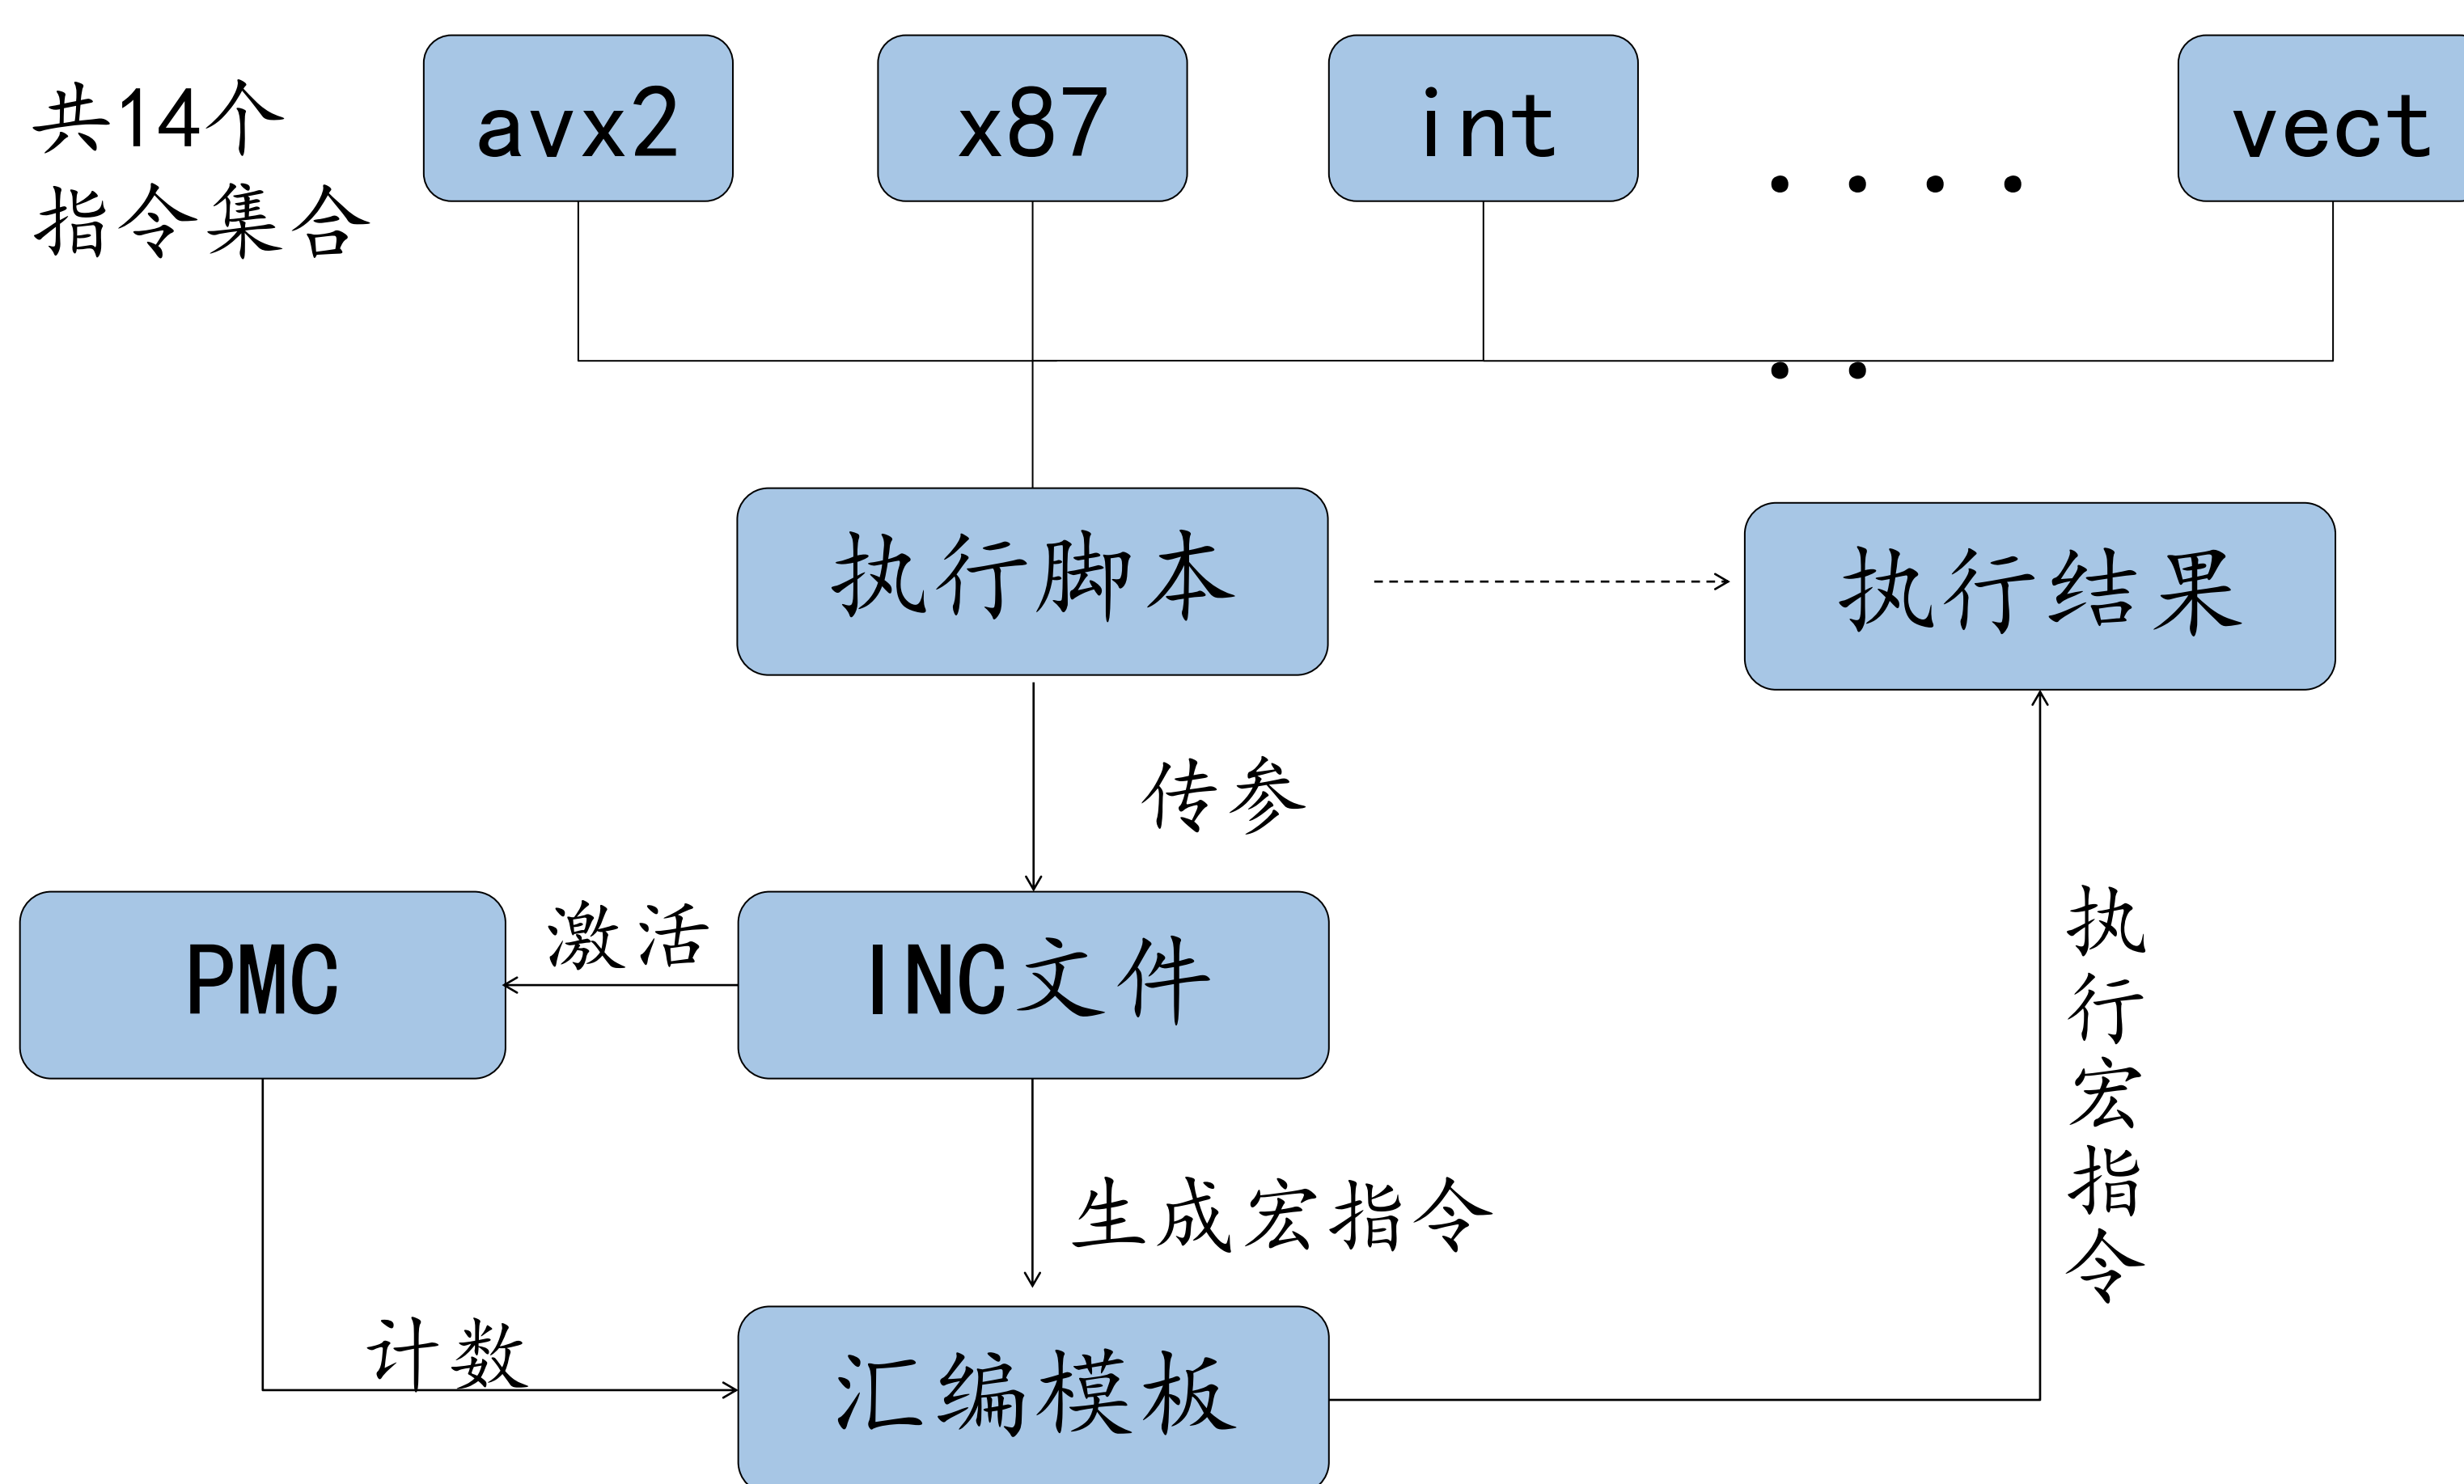 共14个
指令集合
avx2
x87
int
. . . .
vect
. .
执行脚本
执行结果
传参
PMC
激活
INC文件
执行宏指令
生成宏指令
计数
汇编模板